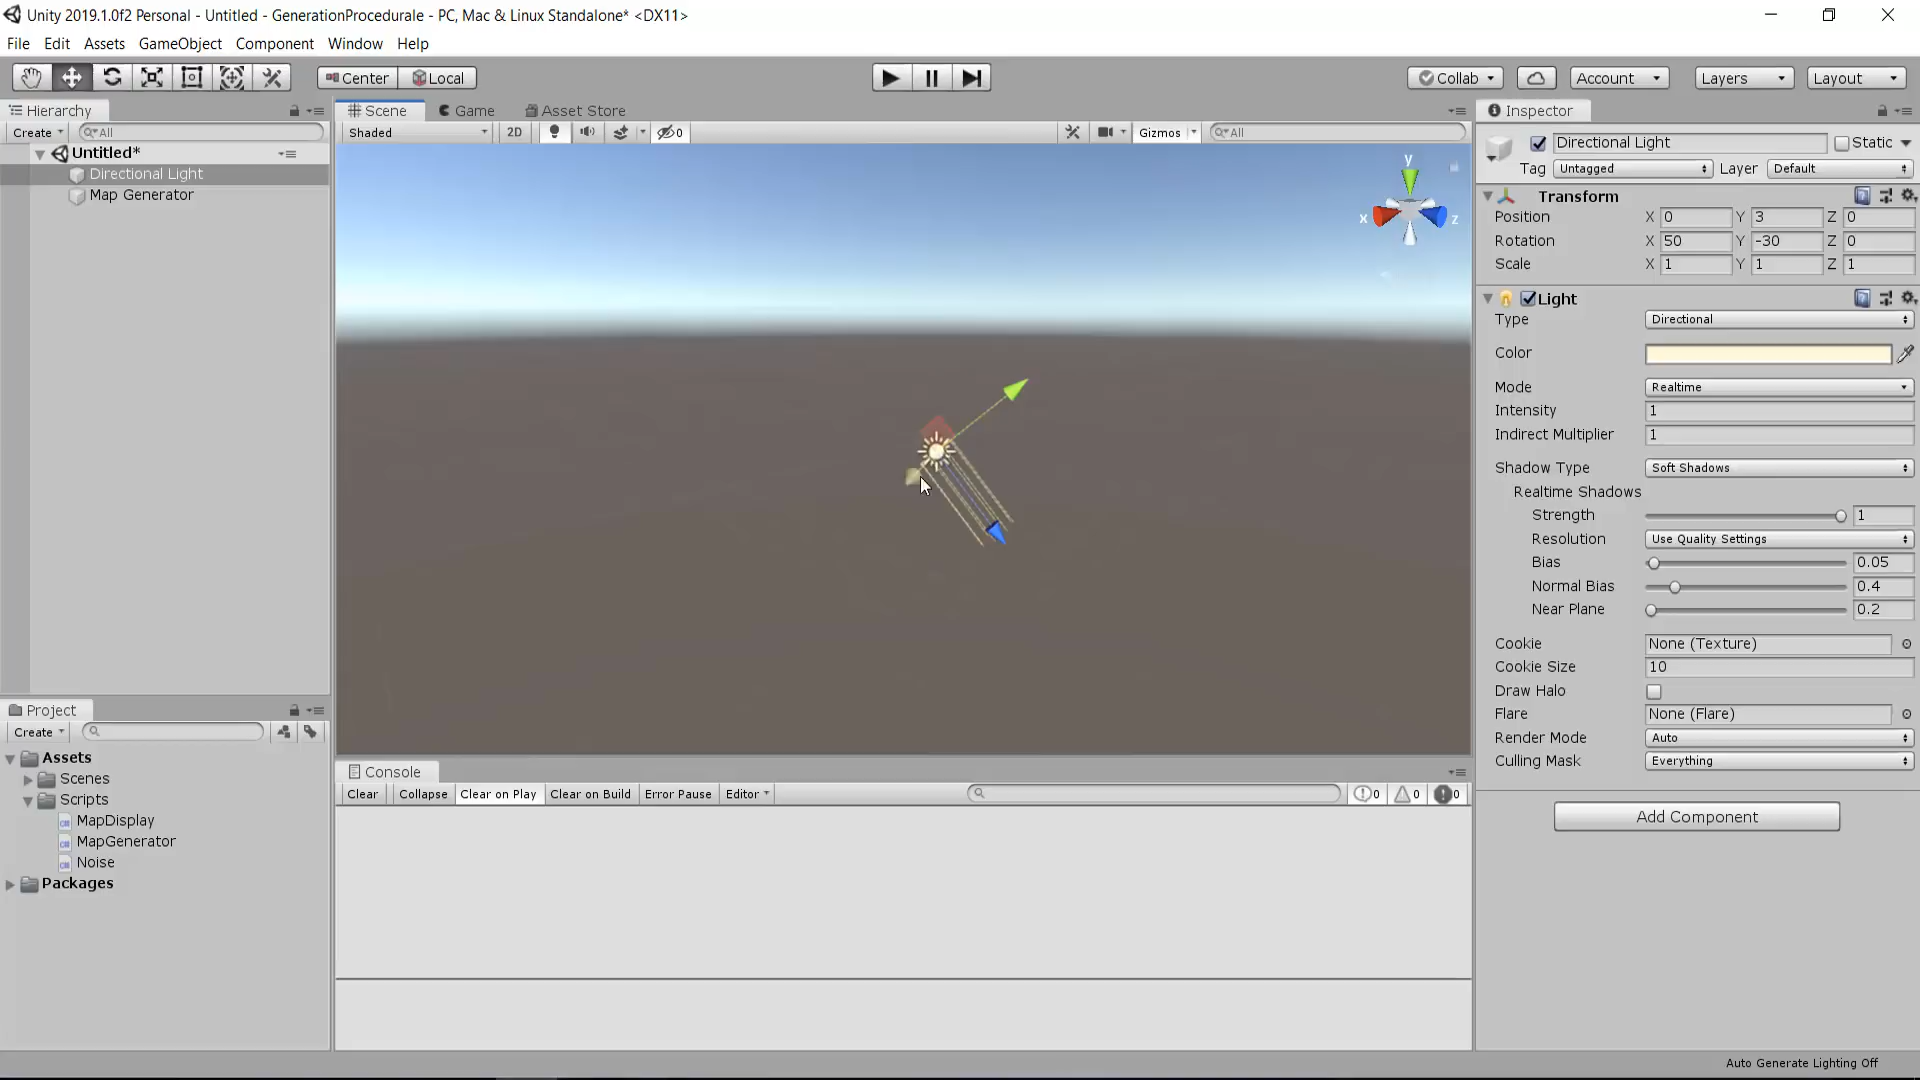 Unity 2019.1.0f2 Personal - Untitled - GenerationProcedurale - PC, Mac & Linux Standalone* <DX11>
File Edit Assets GameObject Component Window Help
Center Local Collab Account Layers Layout
Hierarchy
Create All
Untitled*
Directional Light
Map Generator
Scene Game Asset Store
Shaded 2D 0 Gizmos All
y
x z
Project
Create
Assets
Scenes
Scripts
MapDisplay
MapGenerator
Noise
Packages
Console
Clear Collapse Clear on Play Clear on Build Error Pause Editor 0 0 0
Inspector
Directional Light Static
Tag Untagged Layer Default
Transform
Position X 0 Y 3 Z 0
Rotation X 50 Y -30 Z 0
Scale X 1 Y 1 Z 1
Light
Type Directional
Color
Mode Realtime
Intensity 1
Indirect Multiplier 1
Shadow Type Soft Shadows
Realtime Shadows
Strength 1
Resolution Use Quality Settings
Bias 0.05
Normal Bias 0.4
Near Plane 0.2
Cookie None (Texture)
Cookie Size 10
Draw Halo
Flare None (Flare)
Render Mode Auto
Culling Mask Everything
Add Component
Auto Generate Lighting Off